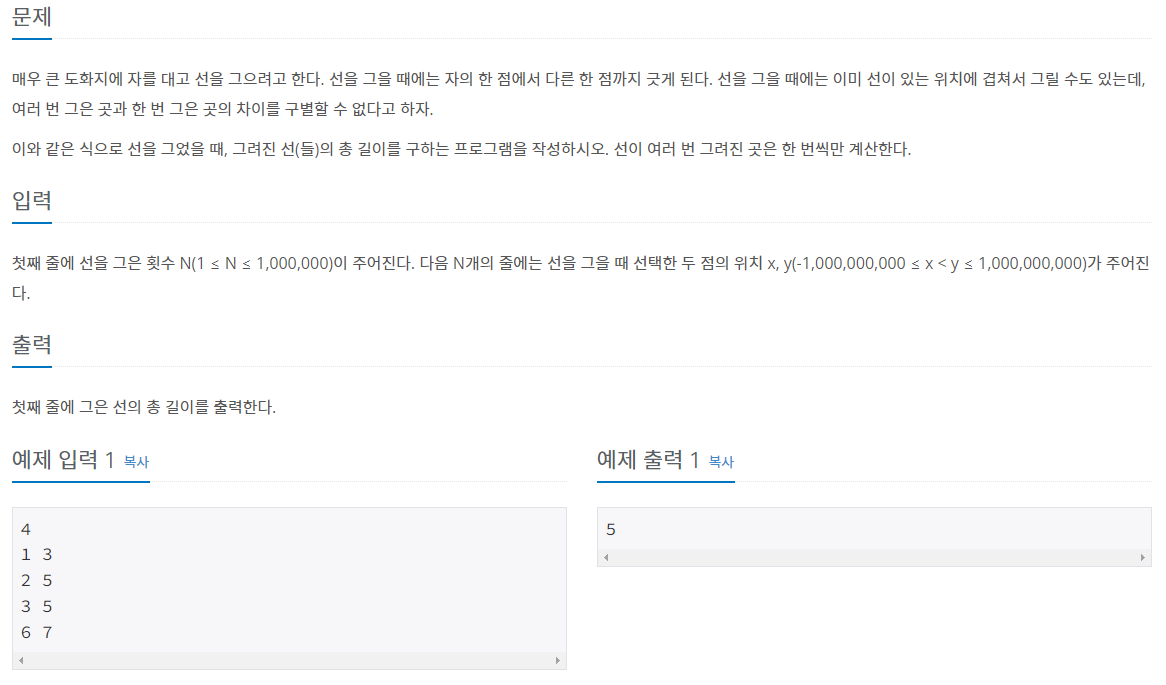 문제
매우 큰 도화지에 자를 대고 선을 그으려고 한다. 선을 그을 때에는 자의 한 점에서 다른 한 점까지 긋게 된다. 선을 그을 때에는 이미 선이 있는 위치에 겹쳐서 그릴 수도 있는데,
여러 번 그은 곳과 한 번 그은 곳의 차이를 구별할 수 없다고 하자.
이와 같은 식으로 선을 그었을 때, 그려진 선(들)의 총 길이를 구하는 프로그램을 작성하시오. 선이 여러 번 그려진 곳은 한 번씩만 계산한다.
입력
첫째 줄에 선을 그은 횟수 N(1 ≤ N ≤ 1,000,000)이 주어진다. 다음 N개의 줄에는 선을 그을 때 선택한 두 점의 위치 x, y(-1,000,000,000 ≤ x < y ≤ 1,000,000,000)가 주어진
다.
출력
첫째 줄에 그은 선의 총 길이를 출력한다.
예제 입력 1 복사
4
1 3
2 5
3 5
6 7
예제 출력 1 복사
5